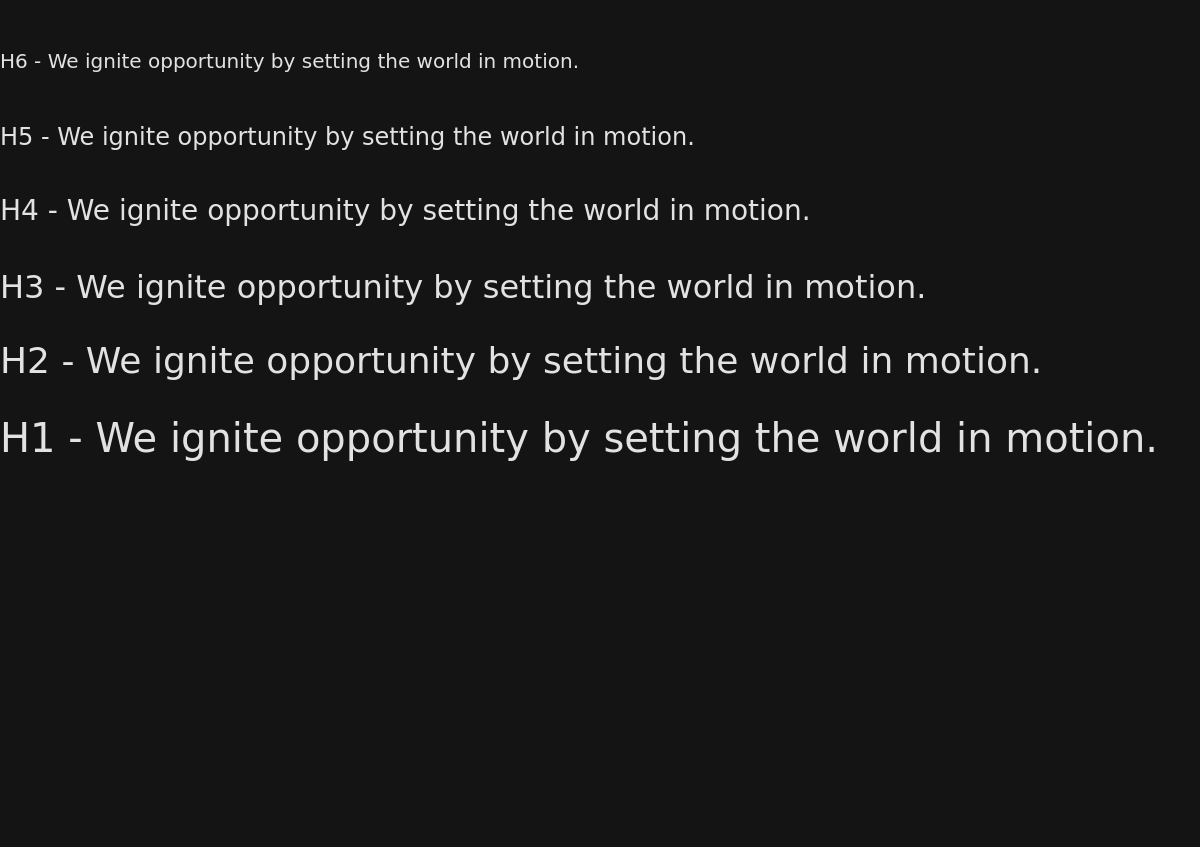 H6 - We ignite opportunity by setting the world in motion.
H5 - We ignite opportunity by setting the world in motion.
H4 - We ignite opportunity by setting the world in motion.
H3 - We ignite opportunity by setting the world in motion.
H2 - We ignite opportunity by setting the world in motion.
H1 - We ignite opportunity by setting the world in motion.